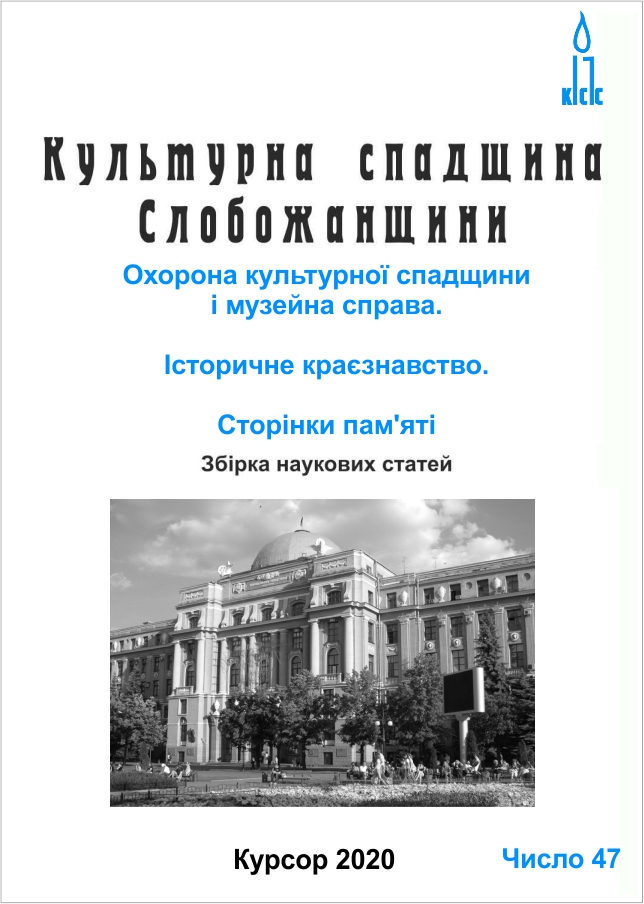 КІСС
Культурна спадщина
Слобожанщини
Охорона культурної спадщини
і музейна справа.
Історичне краєзнавство.
Сторінки пам'яті
Збірка наукових статей
Курсор 2020
Число 47